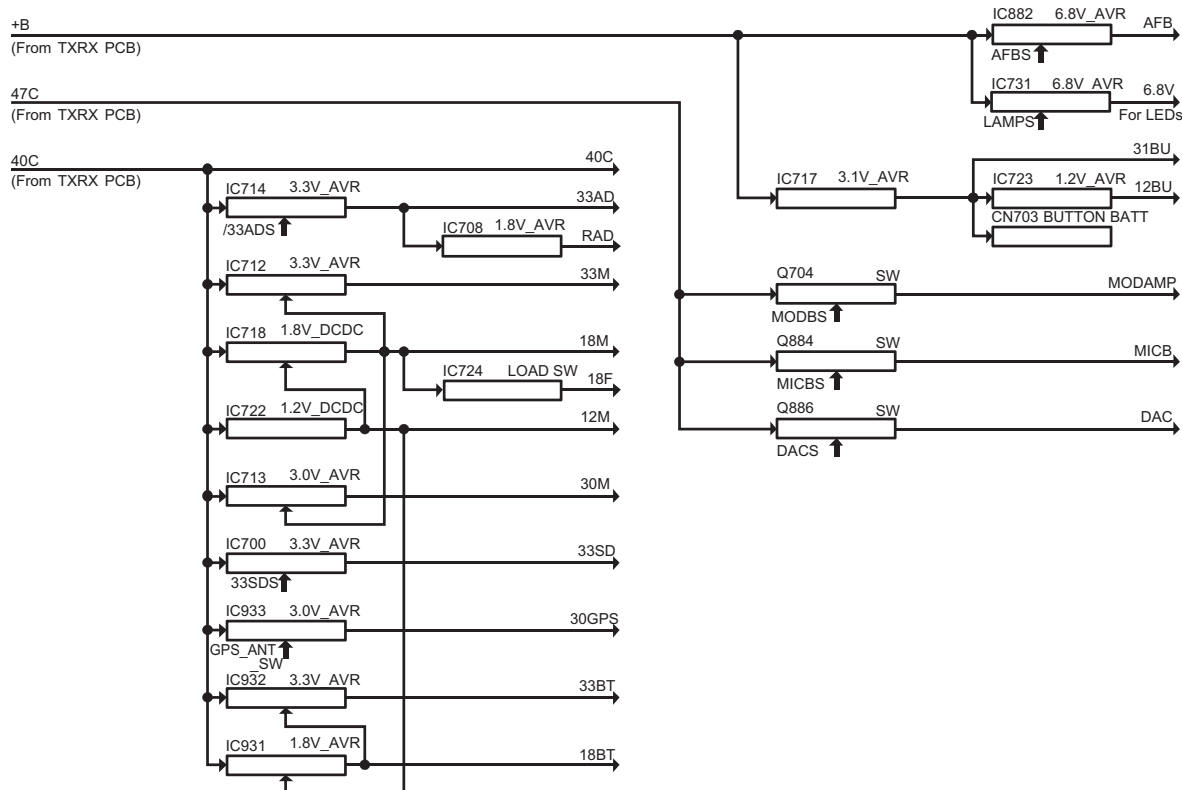 +B
(From TXRX PCB)
47C
(From TXRX PCB)
40C
(From TXRX PCB)
40C
IC714 3.3V_AVR
33AD
/33ADS
IC708 1.8V_AVR
RAD
IC712 3.3V_AVR
33M
IC718 1.8V_DCDC
18M
IC724 LOAD SW
18F
IC722 1.2V_DCDC
12M
IC713 3.0V_AVR
30M
IC700 3.3V_AVR
33SD
33SDS
IC933 3.0V_AVR
30GPS
GPS_ANT
_SW
IC932 3.3V_AVR
33BT
IC931 1.8V_AVR
18BT
IC882 6.8V_AVR
AFB
AFBS
IC731 6.8V_AVR
6.8V
For LEDs
LAMPS
31BU
IC717 3.1V_AVR
IC723 1.2V_AVR
12BU
CN703 BUTTON BATT
Q704 SW
MODAMP
MODBS
Q884 SW
MICB
MICBS
Q886 SW
DAC
DACS